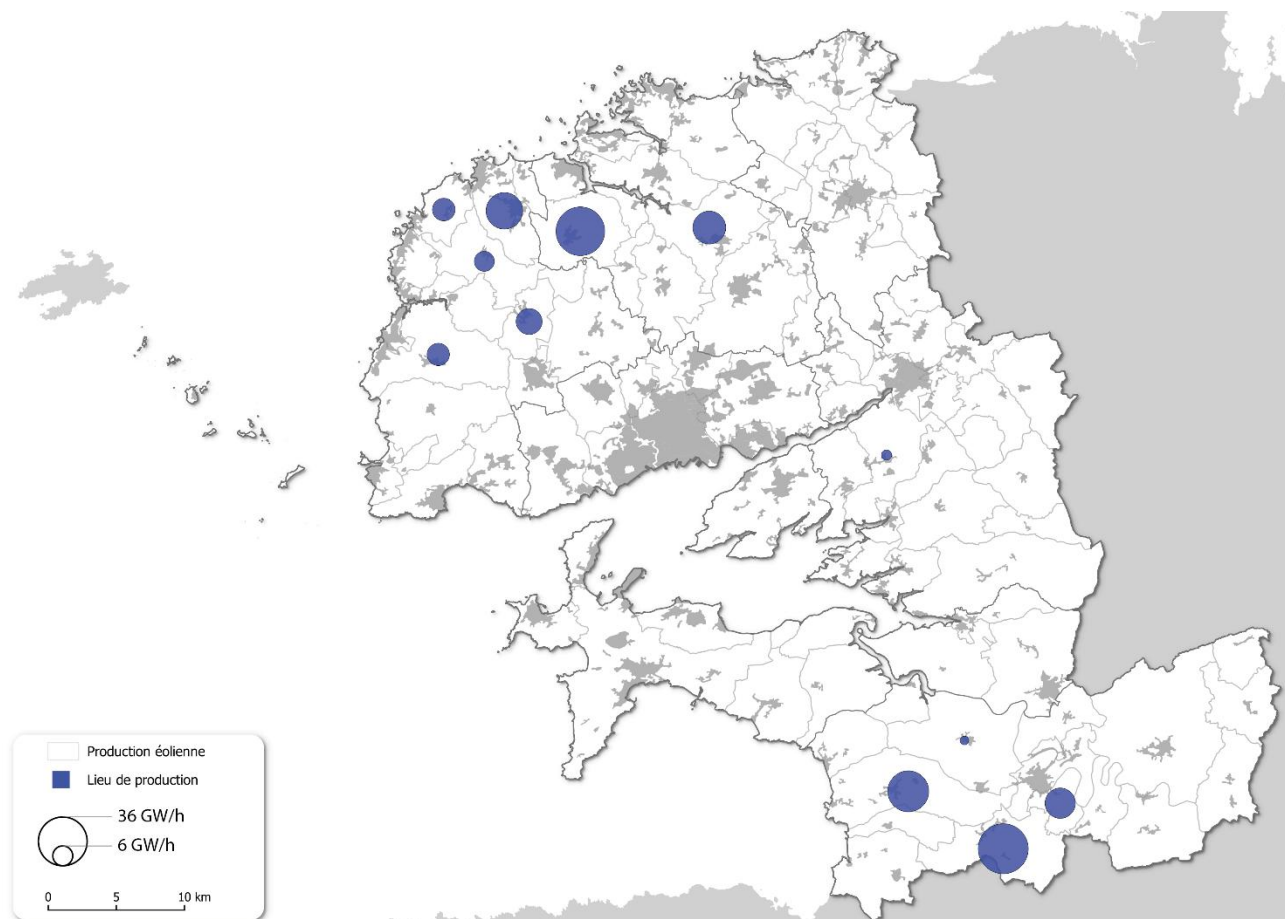 Production éolienne
Lieu de production
36 GW/h
6 GW/h
0 5 10 km